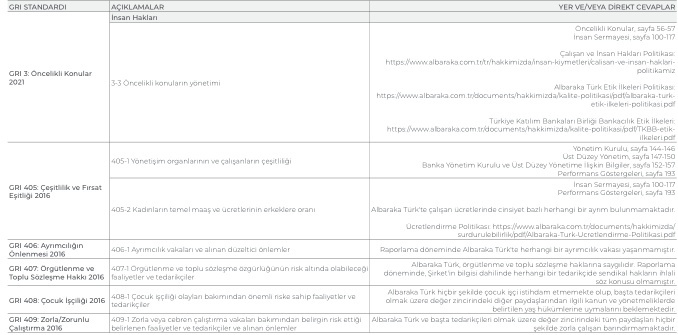 GRI STANDARDI AÇIKLAMALAR YER VE/VEYA DİREKT CEVAPLAR
İnsan Hakları
GRI 3: Öncelikli Konular
2021
3-3 Öncelikli konuların yönetimi
Öncelikli Konular, sayfa 56-57
İnsan Sermayesi, sayfa 100-117
Çalışan ve İnsan Hakları Politikası:
https://www.albaraka.com.tr/tr/hakkimizda/insan-kiymetleri/calisan-ve-insan-haklari-
politikamiz
Albaraka Türk Etik İlkeleri Politikası:
https://www.albaraka.com.tr/documents/hakkimizda/kalite-politikasi/pdf/albaraka-turk-
etik-ilkeleri-politikasi.pdf
Türkiye Katılım Bankaları Birliği Bankacılık Etik İlkeleri:
https://www.albaraka.com.tr/documents/hakkimizda/kalite-politikasi/pdf/TKBB-etik-
ilkeleri.pdf
GRI 405: Çeşitlilik ve Fırsat
Eşitliği 2016
405-1 Yönetişim organlarının ve çalışanların çeşitliliği
Yönetim Kurulu, sayfa 144-146
Üst Düzey Yönetim, sayfa 147-150
Banka Yönetim Kurulu ve Üst Düzey Yönetime İlişkin Bilgiler, sayfa 152-157
Performans Göstergeleri, sayfa 193
405-2 Kadınların temel maaş ve ücretlerinin erkeklere oranı
İnsan Sermayesi, sayfa 100-117
Performans Göstergeleri, sayfa 193
Albaraka Türk'te çalışan ücretlerinde cinsiyet bazlı herhangi bir ayrım bulunmamaktadır.
Ücretlendirme Politikası: https://www.albaraka.com.tr/documents/hakkimizda/
surdurulebilirlik/pdf/Albaraka-Turk-Ucretlendirme-Politikasi.pdf
GRI 406: Ayrımcılığın
Önlenmesi 2016
406-1 Ayrımcılık vakaları ve alınan düzeltici önlemler
Raporlama döneminde Albaraka Türk'te herhangi bir ayrımcılık vakası yaşanmamıştır.
GRI 407: Örgütlenme ve
Toplu Sözleşme Hakkı 2016
407-1 Örgütlenme ve toplu sözleşme özgürlüğünün risk altında olabileceği
faaliyetler ve tedarikçiler
Albaraka Türk, örgütlenme ve toplu sözleşme haklarına saygılıdır. Raporlama
döneminde, Şirket'in bilgisi dahilinde herhangi bir tedarikçide sendikal hakların ihlali
söz konusu olmamıştır.
GRI 408: Çocuk İşçiliği 2016
408-1 Çocuk işçiliği olayları bakımından önemli riske sahip faaliyetler ve
tedarikçiler
Albaraka Türk hiçbir şekilde çocuk işçi istihdam etmemekte olup, başta tedarikçileri
olmak üzere değer zincirindeki diğer paydaşlarından ilgili kanun ve yönetmeliklerde
belirtilen yaş hükümlerine uymalarını beklemektedir.
GRI 409: Zorla/Zorunlu
Çalıştırma 2016
409-1 Zorla veya cebren çalıştırma vakaları bakımından belirgin risk ettiği
belirlenen faaliyetler ve tedarikçiler ve alınan önlemler
Albaraka Türk ve başta tedarikçileri olmak üzere değer zincirindeki tüm paydaşları hiçbir
şekilde zorla çalışan barındırmamaktadır.